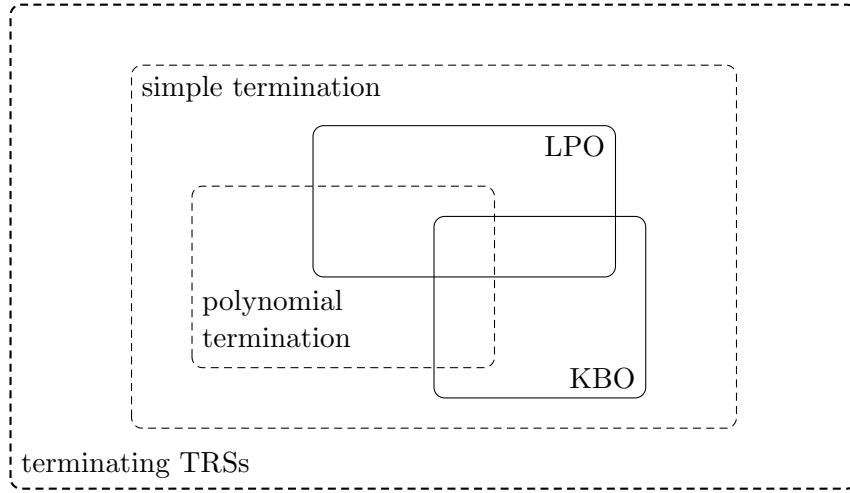 simple termination
LPO
polynomial
termination
KBO
terminating TRSs